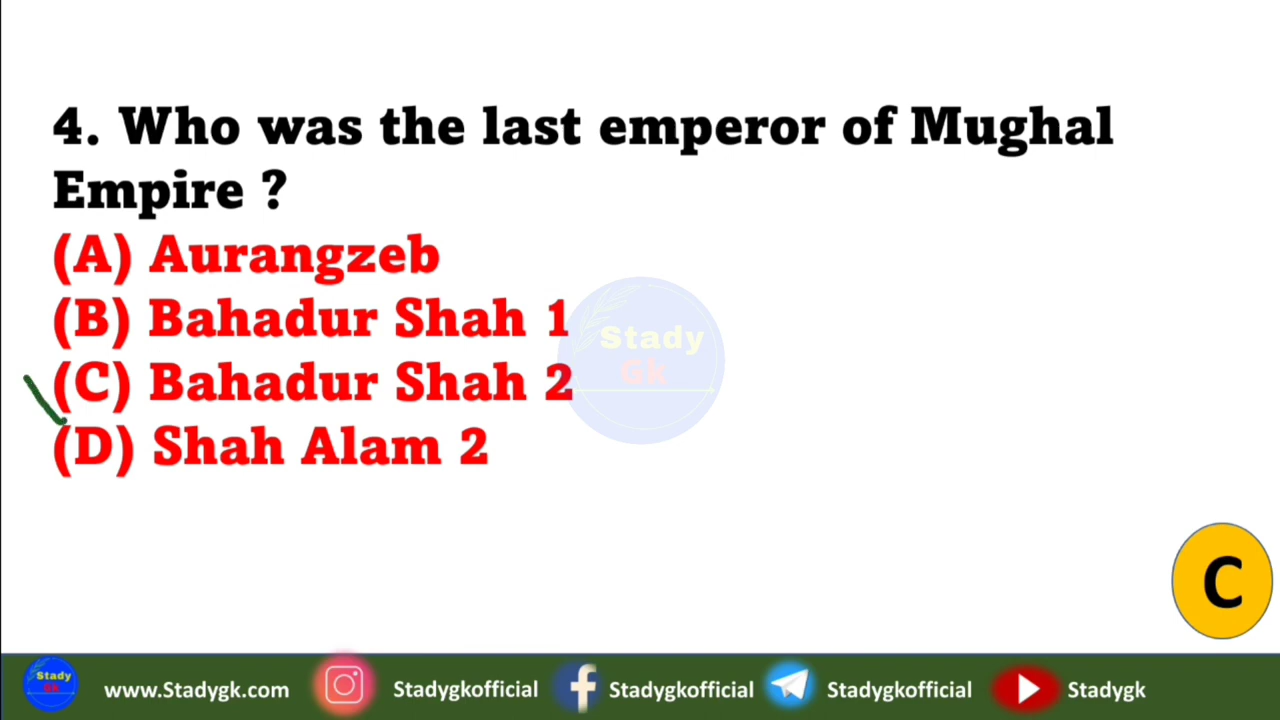 4. Who was the last emperor of Mughal
Empire ?
(A) Aurangzeb
(B) Bahadur Shah 1
(C) Bahadur Shah 2
(D) Shah Alam 2
Stady
Gk
C
Stady
Gk
www.Stadygk.com
Stadygkofficial
Stadygkofficial
Stadygkofficial
Stadygk